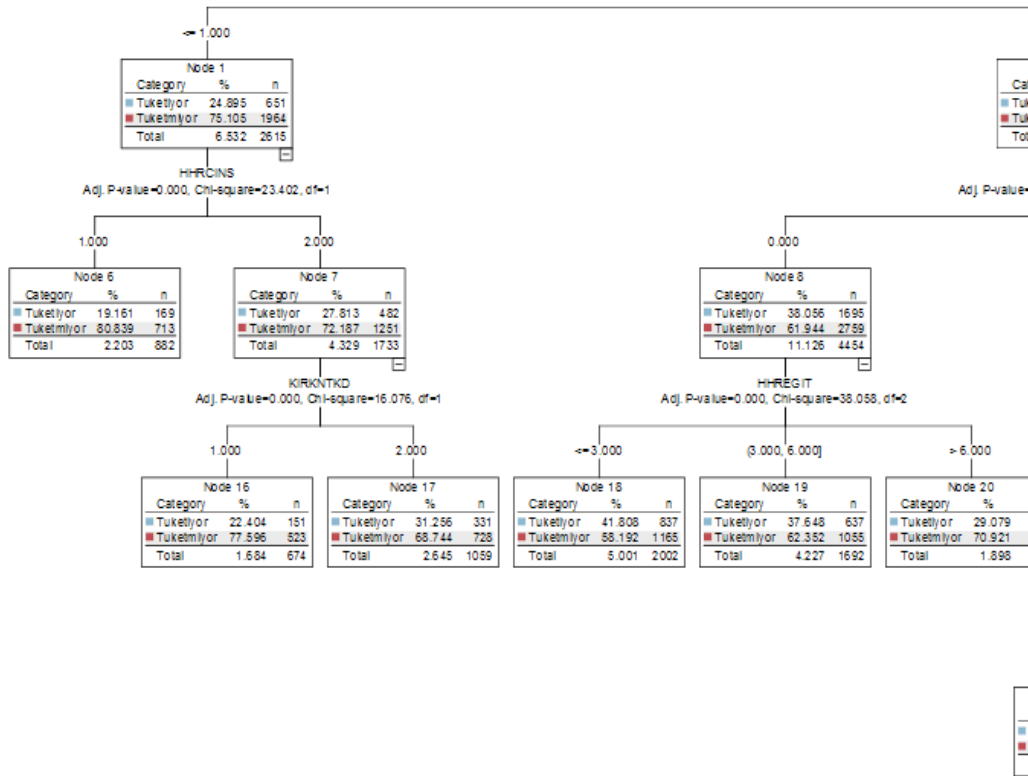 <= 1.000
Node 1
Category % n
Tuketiyor 24.895 651
Tuketmiyor 75.105 1964
Total 6.532 2615
HHRCINS
Adj. P-value=0.000, Chi-square=23.402, df=1
Adj. P-value=
1.000 2.000 0.000
Node 6
Category % n
Tuketiyor 19.161 169
Tuketmiyor 80.839 713
Total 2.203 882
Node 7
Category % n
Tuketiyor 27.813 482
Tuketmiyor 72.187 1251
Total 4.329 1733
Node 8
Category % n
Tuketiyor 38.056 1695
Tuketmiyor 61.944 2759
Total 11.126 4454
KIRKNTKD
Adj. P-value=0.000, Chi-square=16.076, df=1
HHREGIT
Adj. P-value=0.000, Chi-square=38.058, df=2
1.000 2.000 <=3.000 (3.000, 6.000] > 6.000
Node 16
Category % n
Tuketiyor 22.404 151
Tuketmiyor 77.596 523
Total 1.684 674
Node 17
Category % n
Tuketiyor 31.256 331
Tuketmiyor 68.744 728
Total 2.645 1059
Node 18
Category % n
Tuketiyor 41.808 837
Tuketmiyor 58.192 1165
Total 5.001 2002
Node 19
Category % n
Tuketiyor 37.648 637
Tuketmiyor 62.352 1055
Total 4.227 1692
Node 20
Category %
Tuketiyor 29.079
Tuketmiyor 70.921
Total 1.898